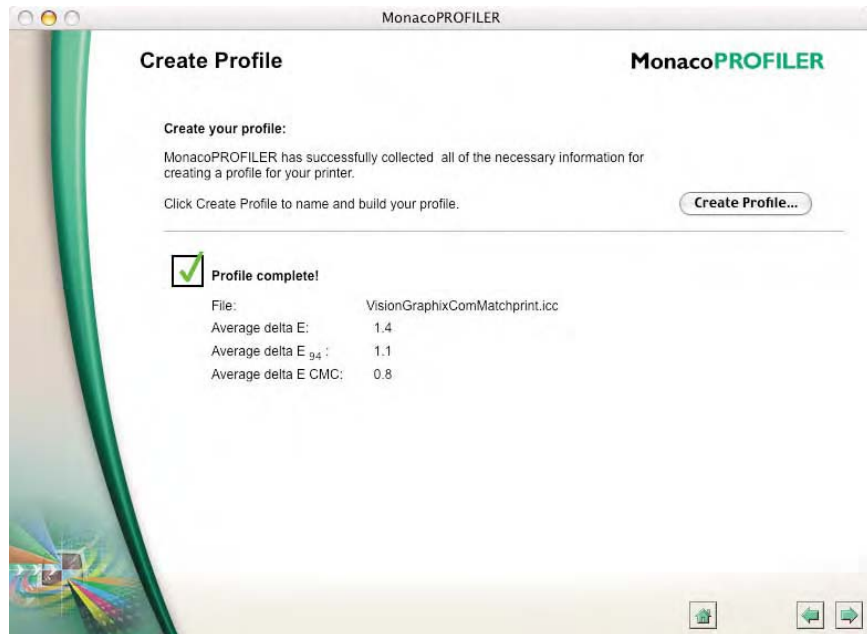 MonacoPROFILER
Create Profile
MonacoPROFILER
Create your profile:
MonacoPROFILER has successfully collected all of the necessary information for
creating a profile for your printer.
Click Create Profile to name and build your profile.
Create Profile...
Profile complete!
File: VisionGraphixComMatchprint.icc
Average delta E: 1.4
Average delta E 94 : 1.1
Average delta E CMC: 0.8